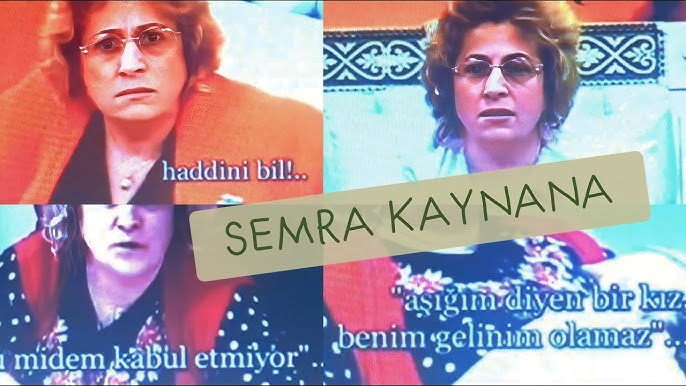 haddini bil!..
SEMRA KAYNANA
midem kabul etmiyor"..
"aşığım diyen bir kız.
benim gelinim olamaz"...